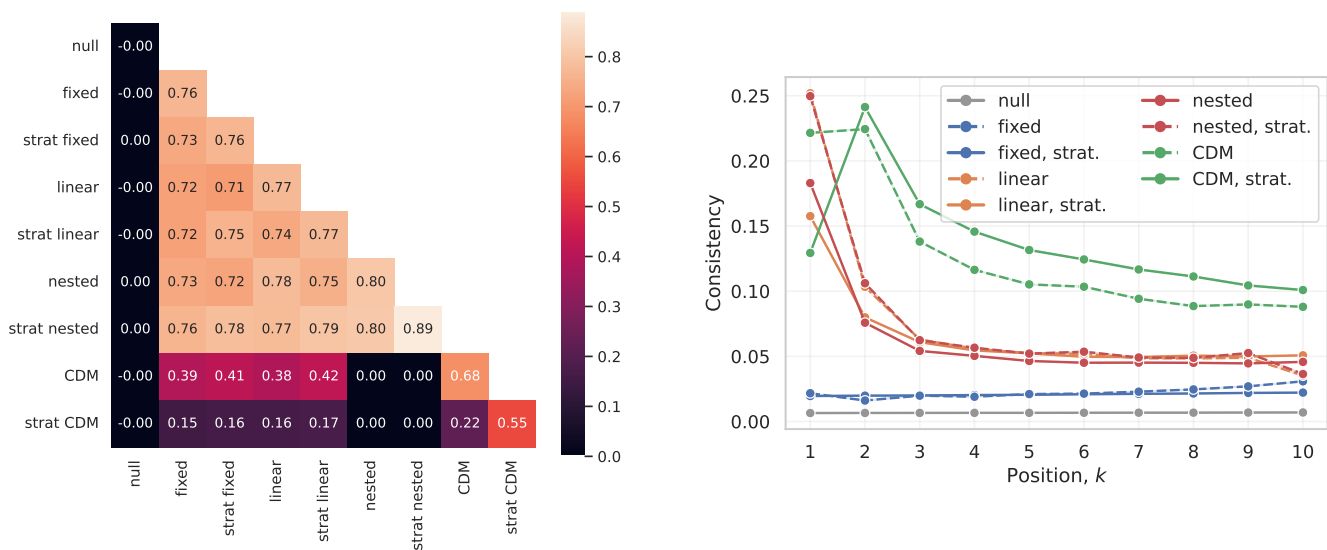 null -0.00
fixed -0.00 0.76
strat fixed 0.00 0.73 0.76
linear -0.00 0.72 0.71 0.77
strat linear -0.00 0.72 0.75 0.74 0.77
nested 0.00 0.73 0.72 0.78 0.75 0.80
strat nested 0.00 0.76 0.78 0.77 0.79 0.80 0.89
CDM -0.00 0.39 0.41 0.38 0.42 0.00 0.00 0.68
strat CDM -0.00 0.15 0.16 0.16 0.17 0.00 0.00 0.22 0.55
null
fixed
strat fixed
linear
strat linear
nested
strat nested
CDM
strat CDM
0.8
0.7
0.6
0.5
0.4
0.3
0.2
0.1
0.0
Consistency
0.25
0.20
0.15
0.10
0.05
0.00
null
fixed
fixed, strat.
linear
linear, strat.
nested
nested, strat.
CDM
CDM, strat.
1 2 3 4 5 6 7 8 9 10
Position, k